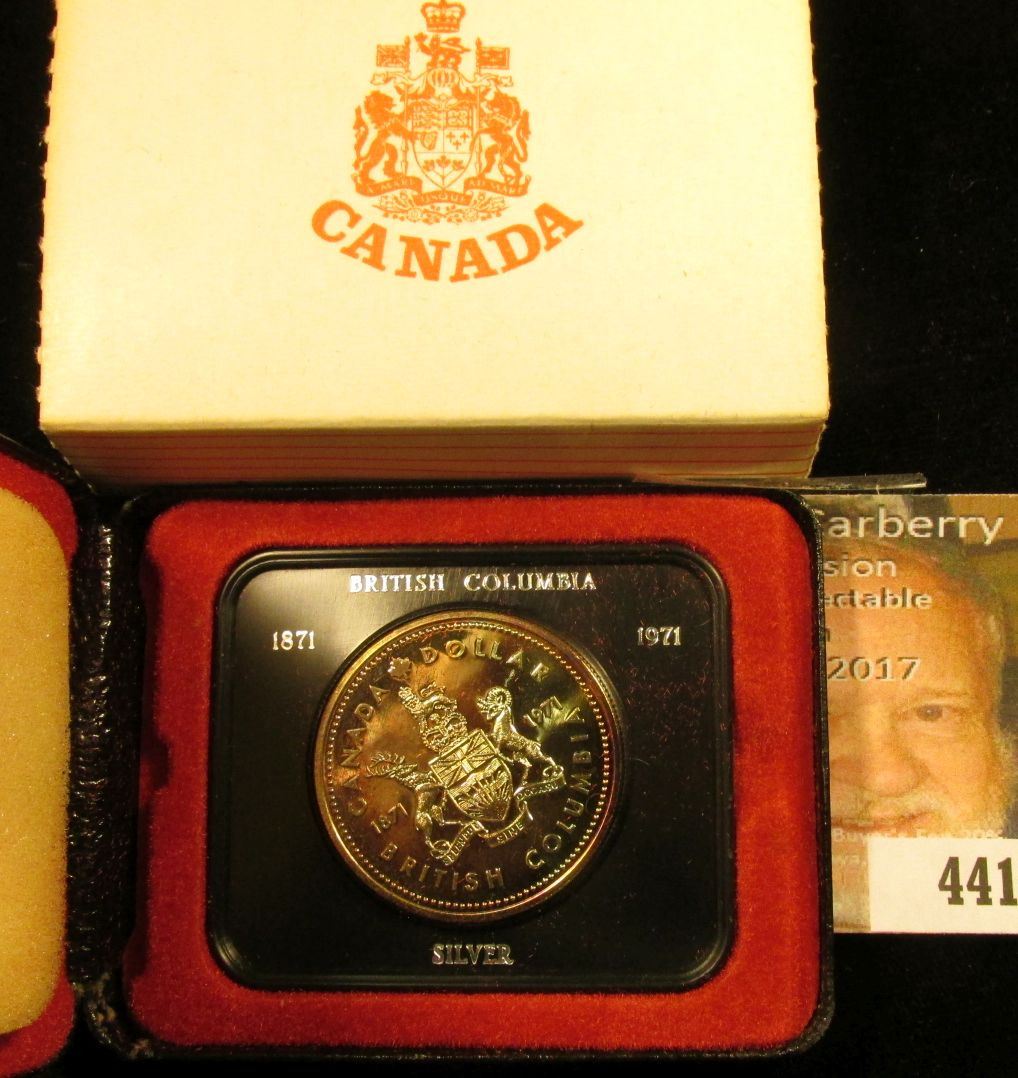 CANADA
BRITISH COLUMBIA
1871 1971
CANADA DOLLAR
1871 1971
BRITISH COLUMBIA
SILVER
Carberry
sion
ectable
2017
441